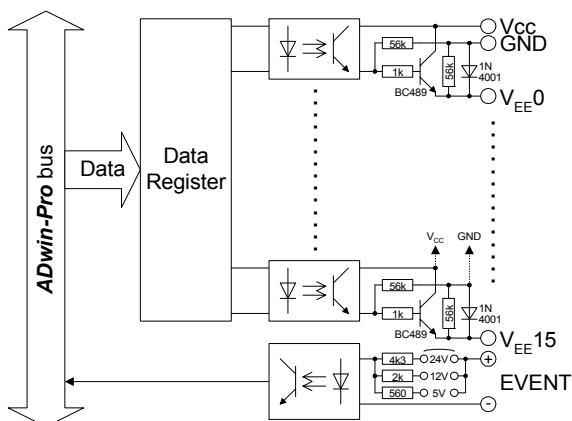 Vcc
GND
56k
1k
56k
1N
4001
BC489
VEE0
ADwin-Pro bus
Data
Data
Register
VCC
GND
56k
1k
56k
1N
4001
BC489
VEE15
4k3
24V
+
2k
12V
EVENT
560
5V
-